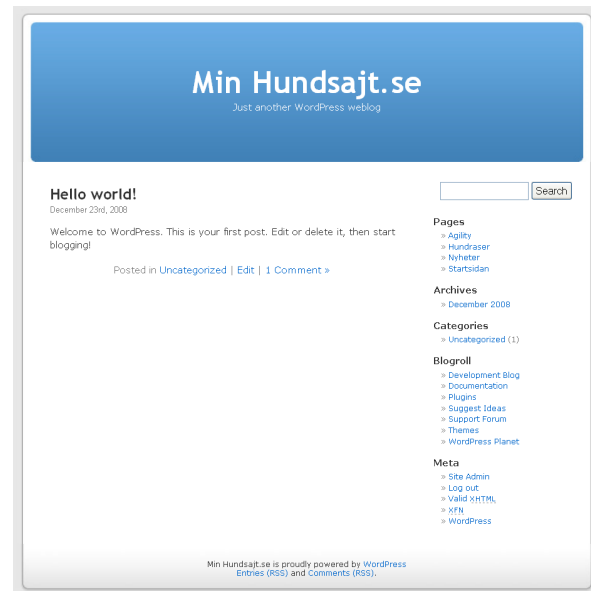 Min Hundsajt.se
Just another WordPress weblog
Hello world!
December 23rd, 2008
Welcome to WordPress. This is your first post. Edit or delete it, then start
blogging!
Posted in Uncategorized | Edit | 1 Comment »
Search
Pages
» Agility
» Hundraser
» Nyheter
» Startsidan
Archives
» December 2008
Categories
» Uncategorized (1)
Blogroll
» Development Blog
» Documentation
» Plugins
» Suggest Ideas
» Support Forum
» Themes
» WordPress Planet
Meta
» Site Admin
» Log out
» Valid XHTML
» XFN
» WordPress
Min Hundsajt.se is proudly powered by WordPress
Entries (RSS) and Comments (RSS).